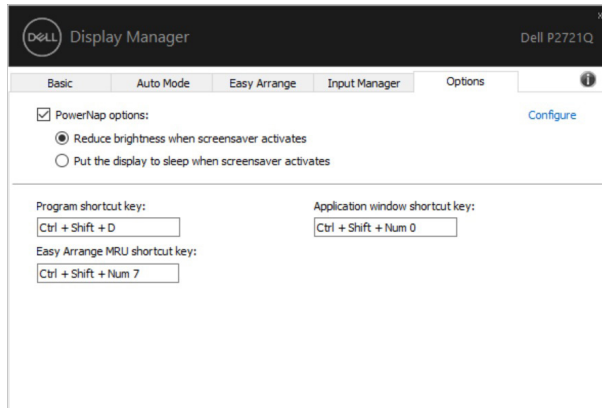 DELL Display Manager
Dell P2721Q
Basic Auto Mode Easy Arrange Input Manager Options
PowerNap options:
Configure
Reduce brightness when screensaver activates
Put the display to sleep when screensaver activates
Program shortcut key:
Application window shortcut key:
Ctrl + Shift + D
Ctrl + Shift + Num 0
Easy Arrange MRU shortcut key:
Ctrl + Shift + Num 7